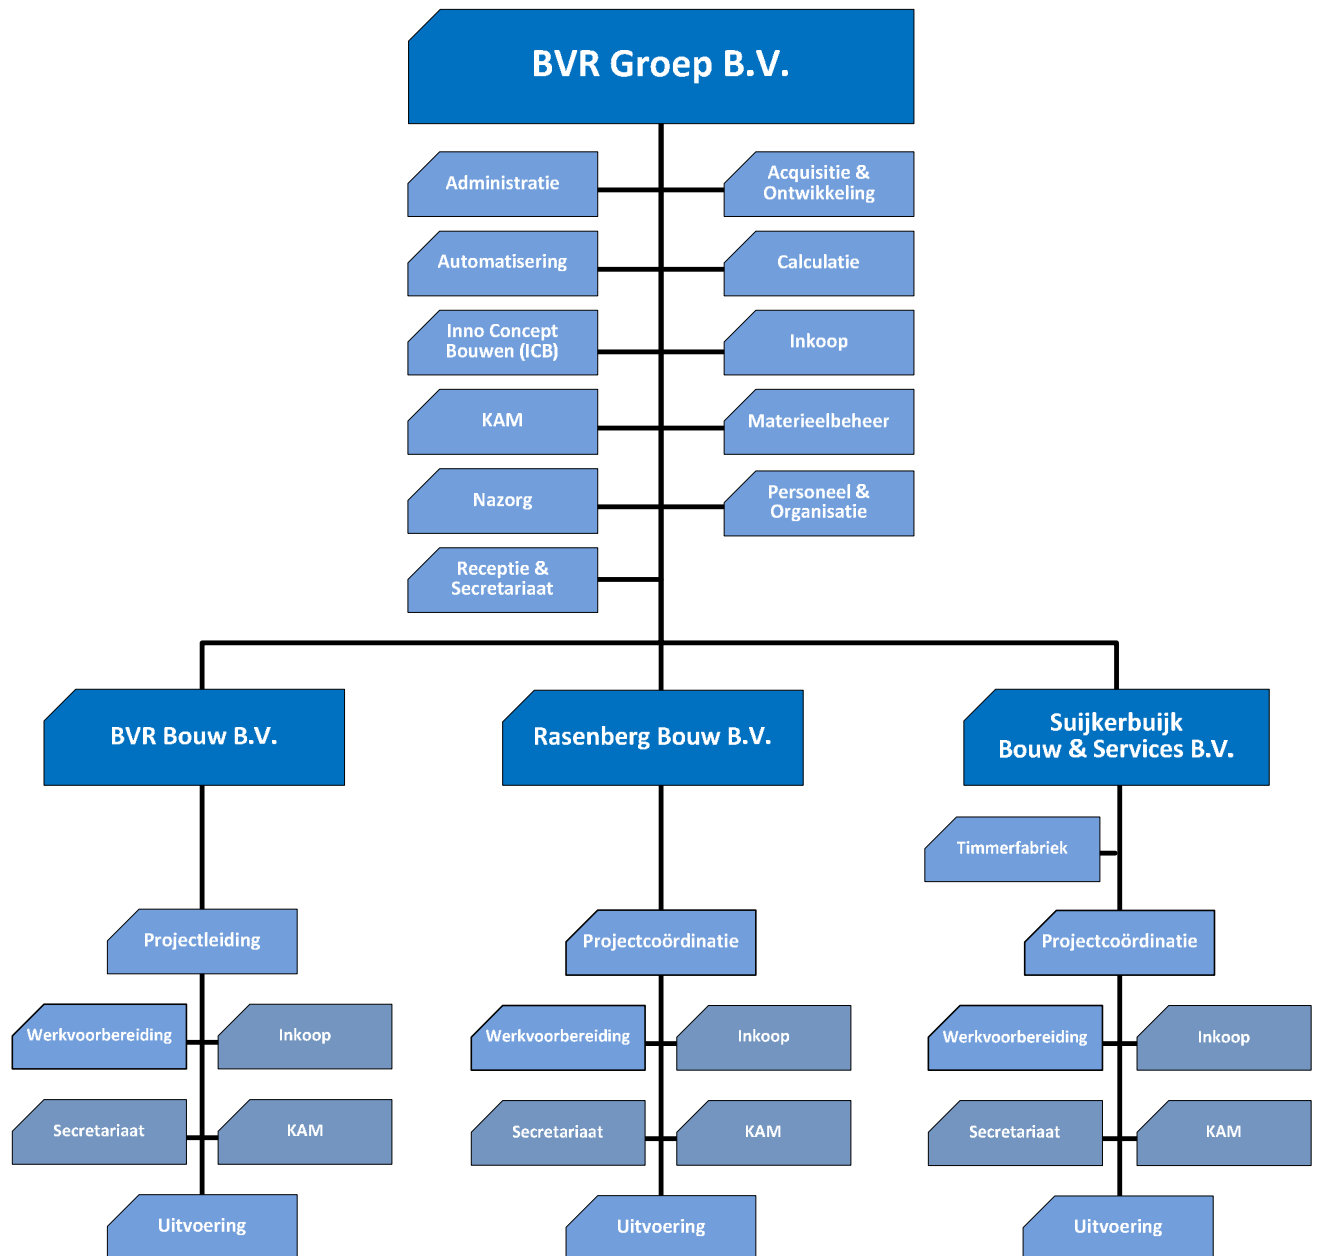 BVR Groep B.V.
Administratie
Acquisitie &
Ontwikkeling
Automatisering
Calculatie
Inno Concept
Bouwen (ICB)
Inkoop
KAM
Materieelbeheer
Nazorg
Personeel &
Organisatie
Receptie &
Secretariaat
BVR Bouw B.V.
Rasenberg Bouw B.V.
Suijkerbuijk
Bouw & Services B.V.
Timmerfabriek
Projectleiding
Projectcoördinatie
Projectcoördinatie
Werkvoorbereiding
Inkoop
Werkvoorbereiding
Inkoop
Werkvoorbereiding
Inkoop
Secretariaat
KAM
Secretariaat
KAM
Secretariaat
KAM
Uitvoering
Uitvoering
Uitvoering